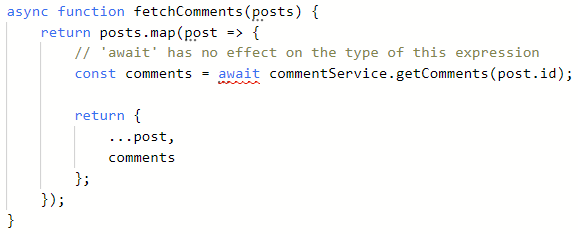 async function fetchComments(posts) {
    return posts.map(post => {
        // 'await' has no effect on the type of this expression
        const comments = await commentService.getComments(post.id);

        return {
            ...post,
            comments
        };
    });
}